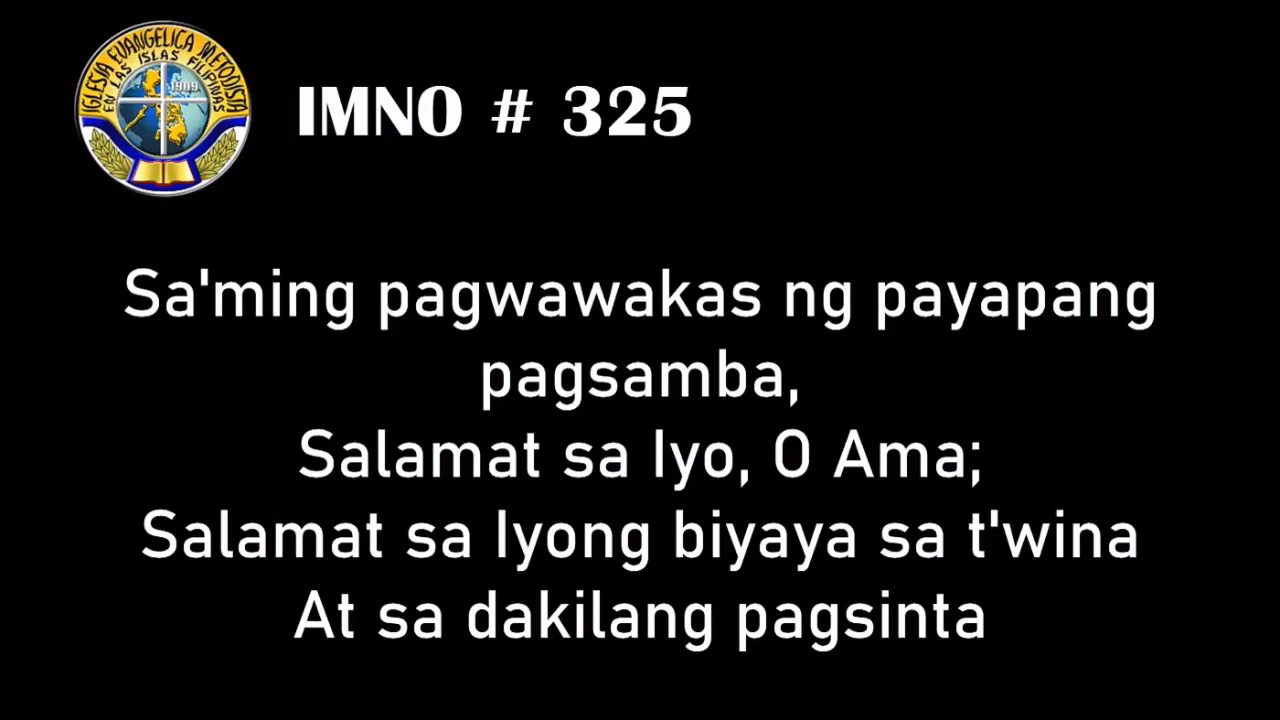 IGLESIA EVANGELICA METODISTA
EN LAS ISLAS FILIPINAS
1909
IMNO # 325
Sa'ming pagwawakas ng payapang
pagsamba,
Salamat sa Iyo, O Ama;
Salamat sa Iyong biyaya sa t'wina
At sa dakilang pagsinta